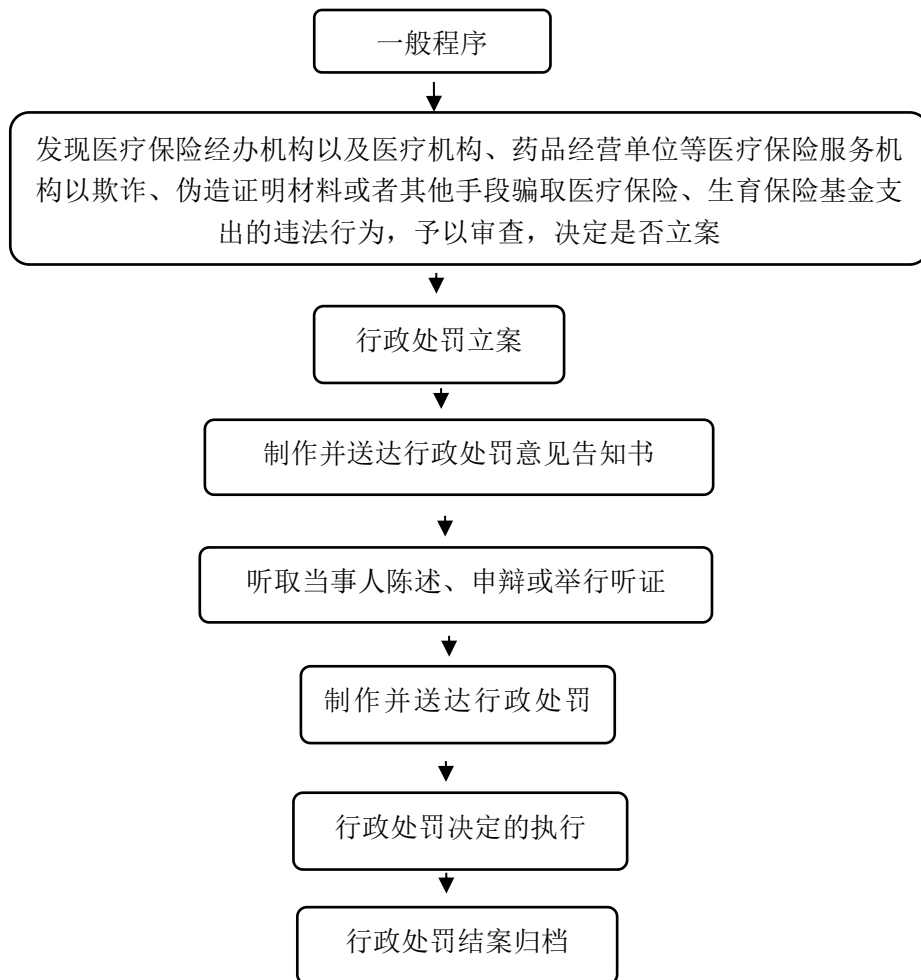 一般程序
发现医疗保险经办机构以及医疗机构、药品经营单位等医疗保险服务机
构以欺诈、伪造证明材料或者其他手段骗取医疗保险、生育保险基金支
出的违法行为，予以审查，决定是否立案
行政处罚立案
制作并送达行政处罚意见告知书
听取当事人陈述、申辩或举行听证
制作并送达行政处罚
行政处罚决定的执行
行政处罚结案归档